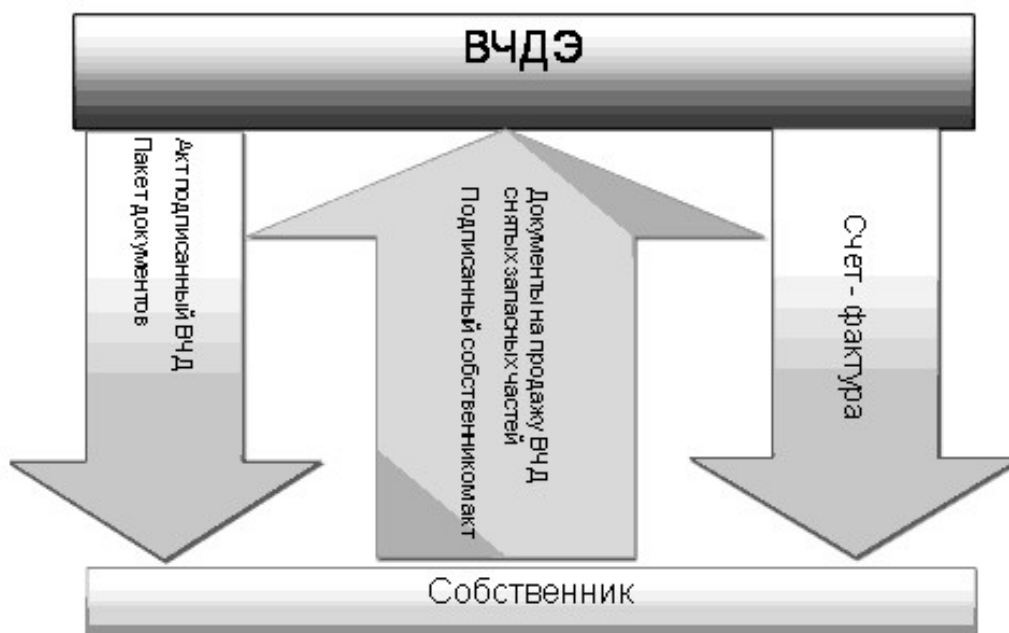 ВЧДЭ
Акт подписанный ВЧД
Пакет документов
Документы на продажу ВЧД
снятых запасных частей
Подписанный собственником акт
Счет - фактура
Собственник